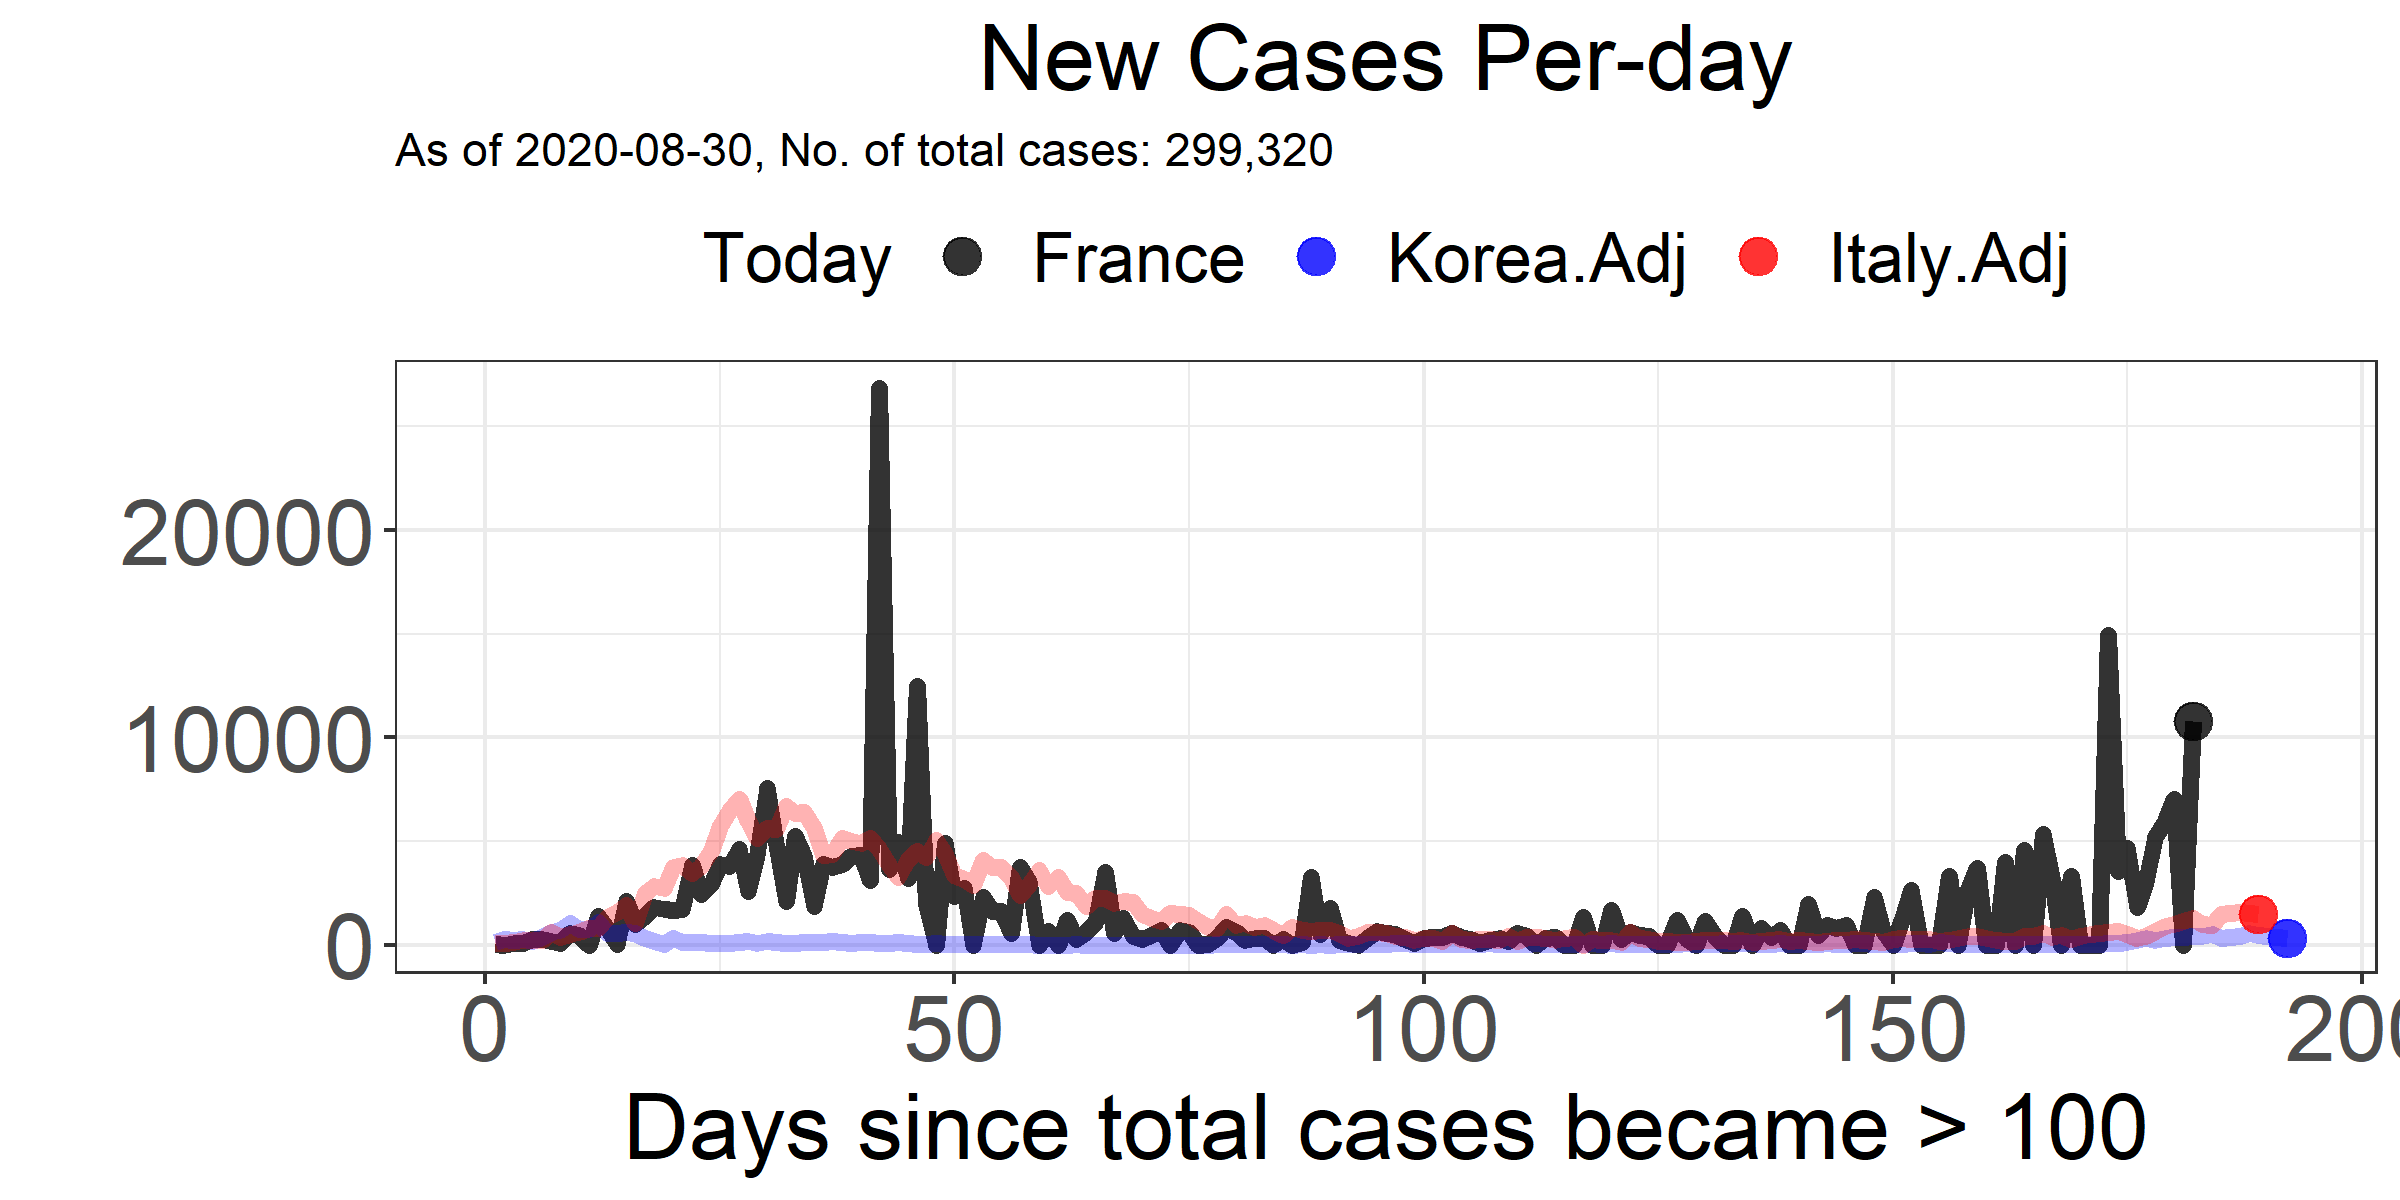 New Cases Per-day
As of 2020-08-30, No. of total cases: 299,320
Today France Korea.Adj Italy.Adj
20000
10000
0
0 50 100 150 200
Days since total cases became > 100